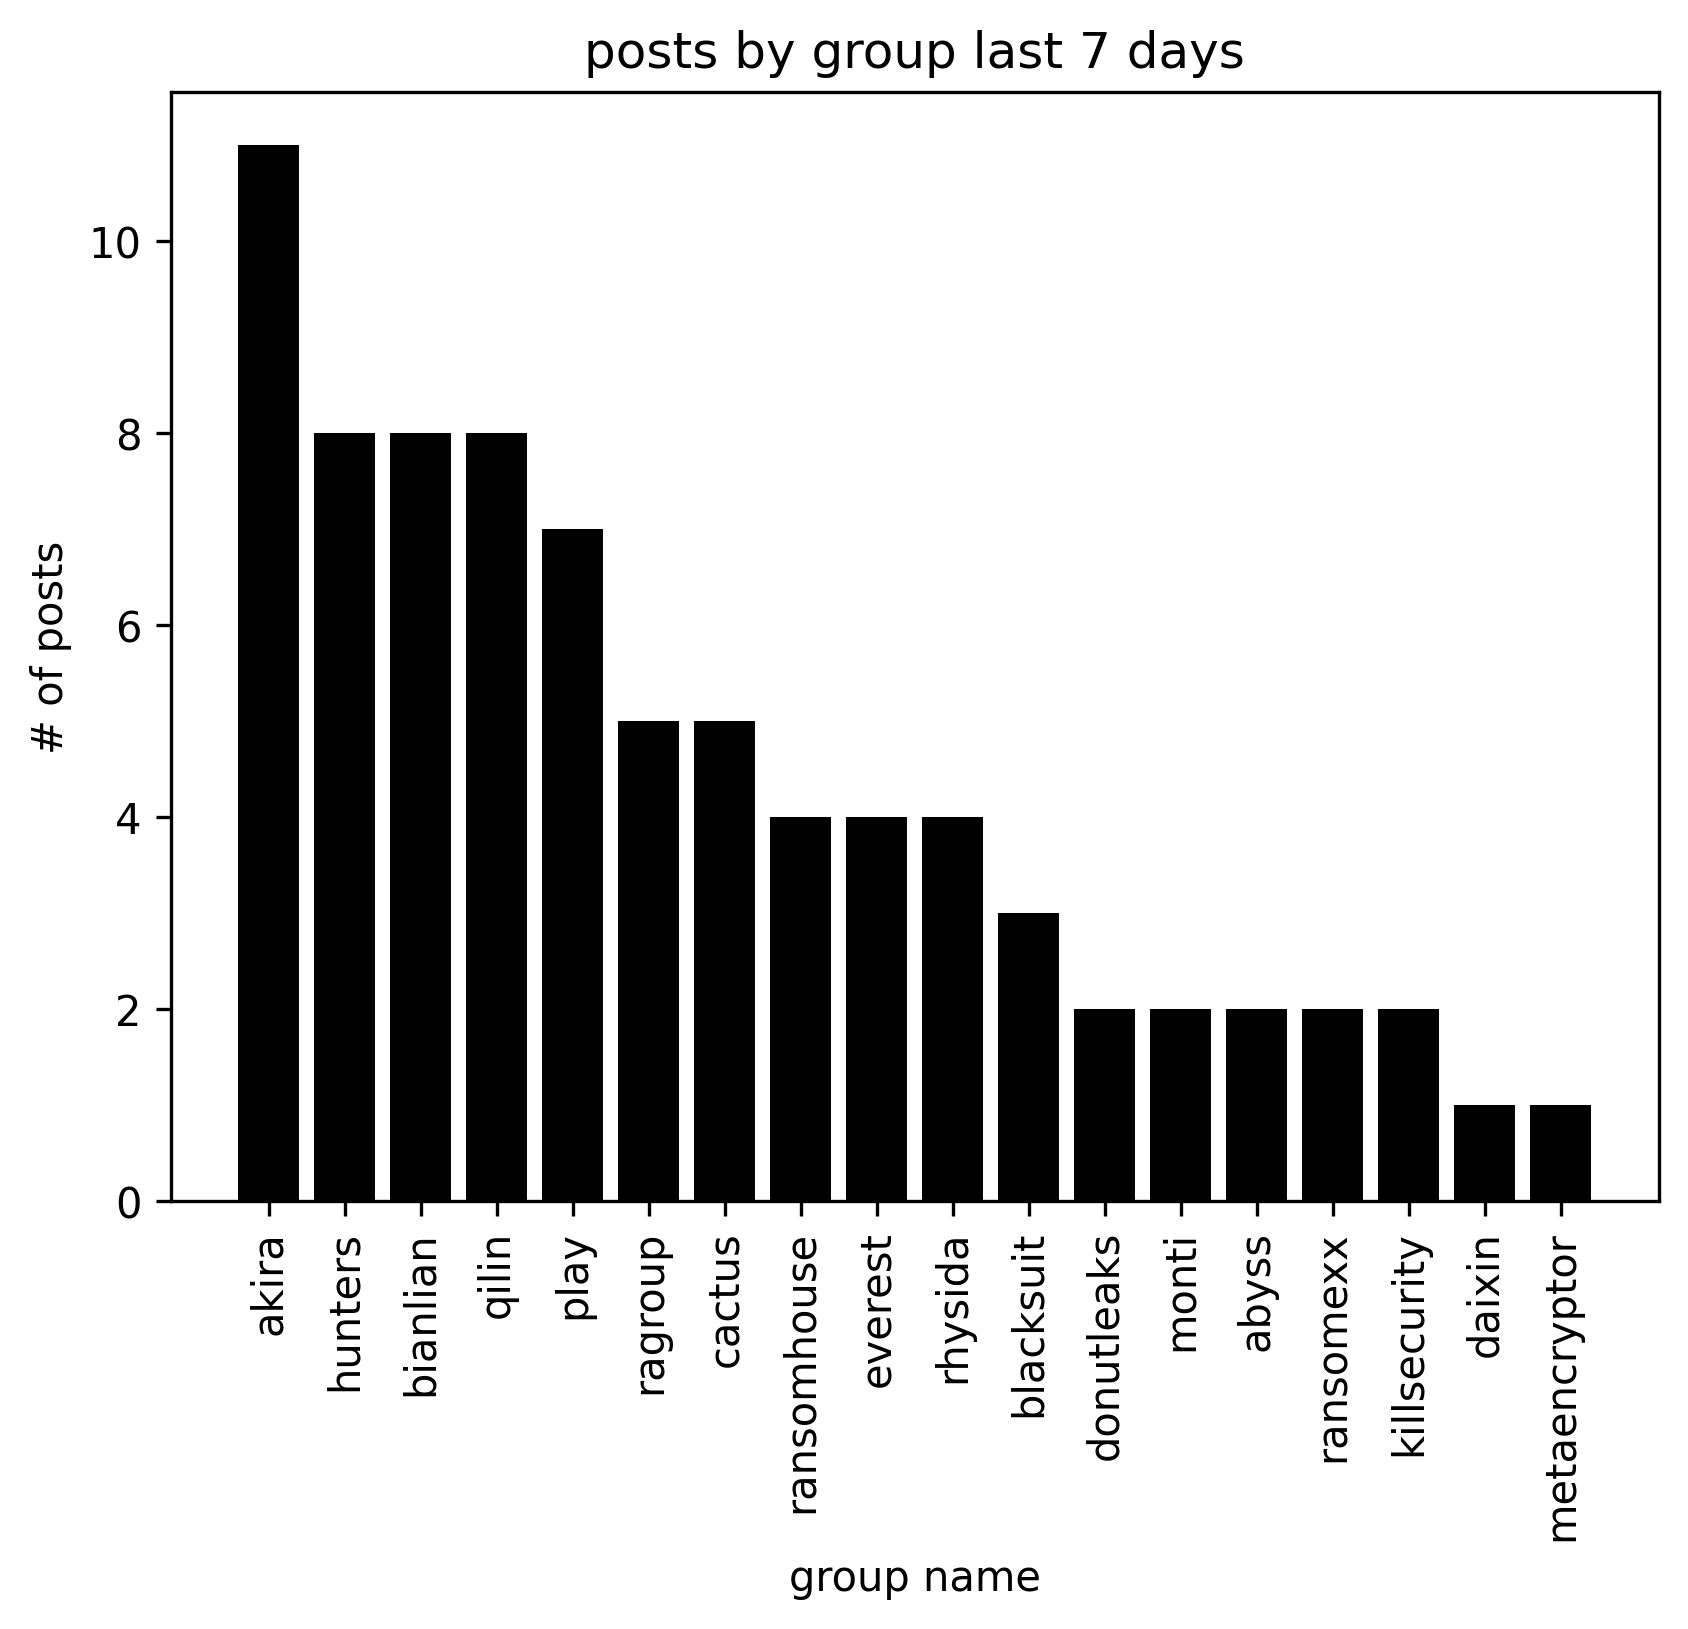 posts by group last 7 days
# of posts
10
8
6
4
2
0
akira
hunters
bianlian
qilin
play
ragroup
cactus
ransomhouse
everest
rhysida
blacksuit
donutleaks
monti
abyss
ransomexx
killsecurity
daixin
metaencryptor
group name